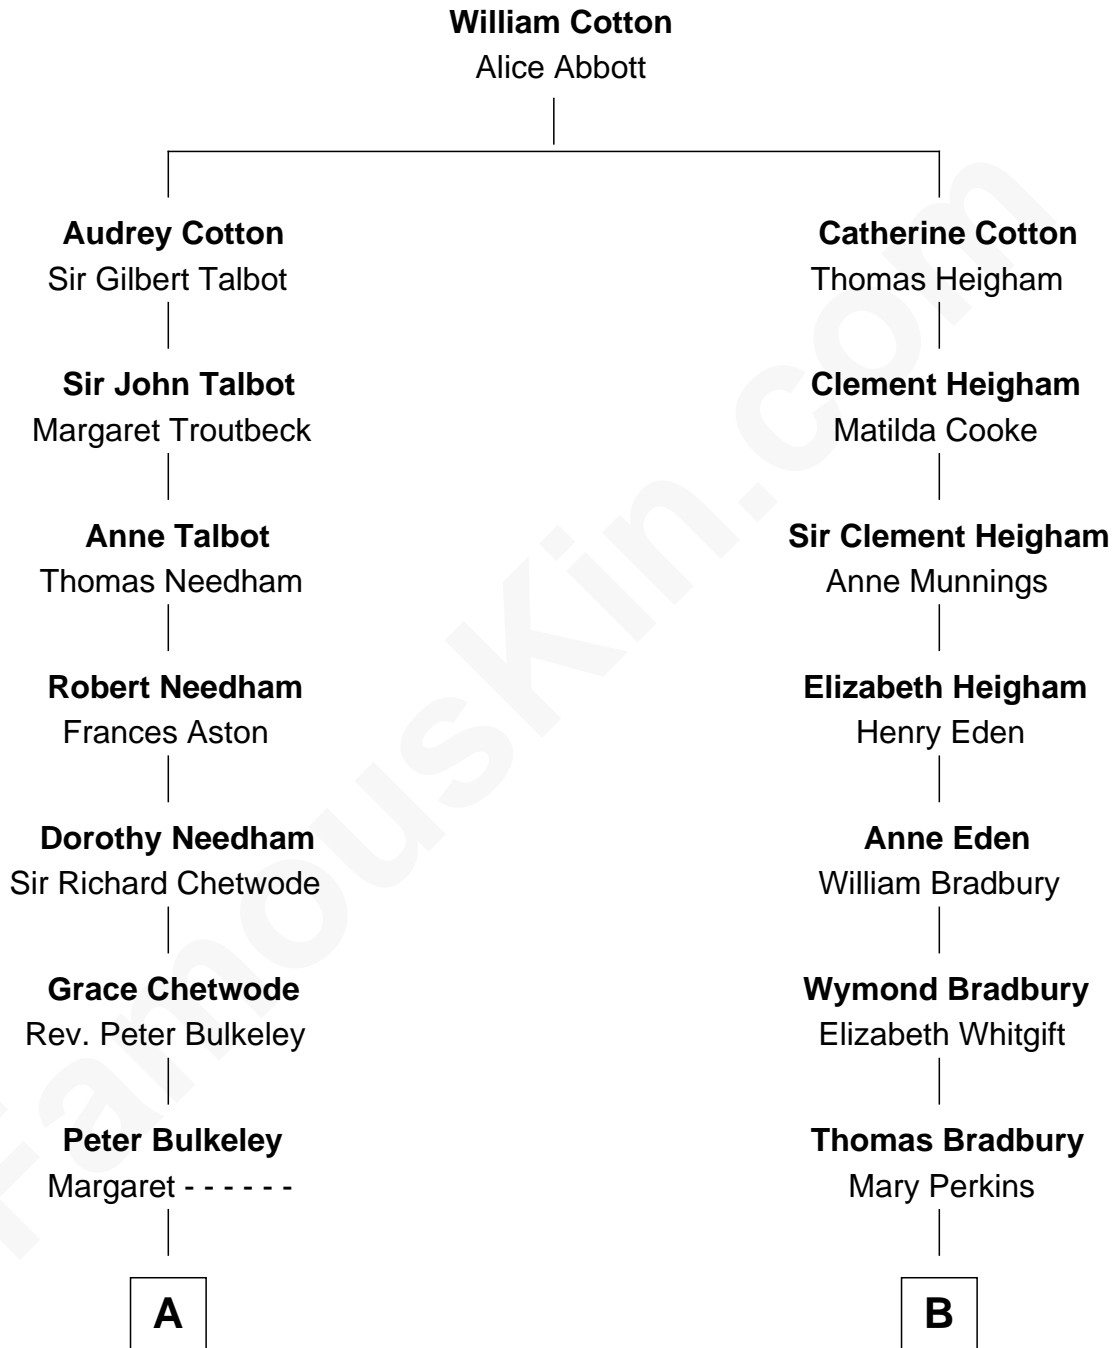 William Cotton
Alice Abbott
Audrey Cotton
Sir Gilbert Talbot
Sir John Talbot
Margaret Troutbeck
Anne Talbot
Thomas Needham
Robert Needham
Frances Aston
Dorothy Needham
Sir Richard Chetwode
Grace Chetwode
Rev. Peter Bulkeley
Peter Bulkeley
Margaret - - - - - -
A
Catherine Cotton
Thomas Heigham
Clement Heigham
Matilda Cooke
Sir Clement Heigham
Anne Munnings
Elizabeth Heigham
Henry Eden
Anne Eden
William Bradbury
Wymond Bradbury
Elizabeth Whitgift
Thomas Bradbury
Mary Perkins
B
FamousKin.com